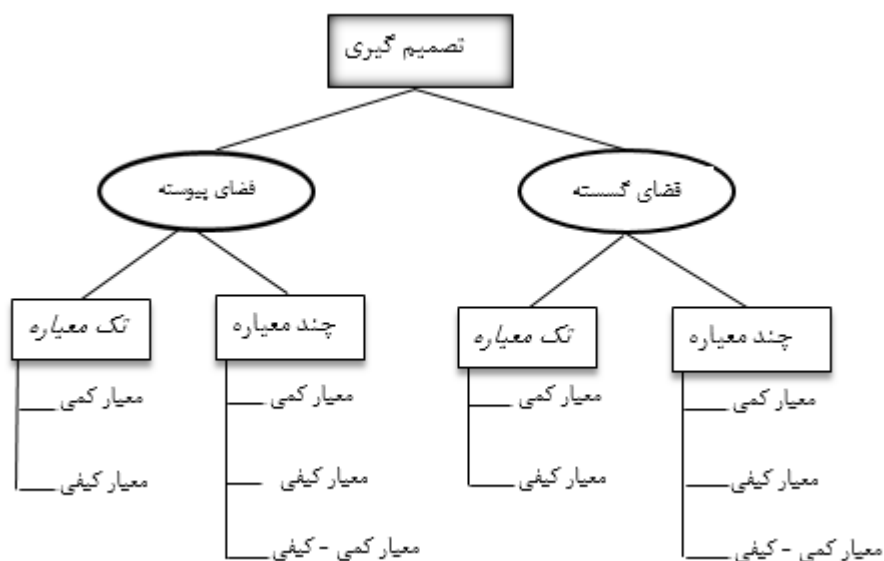 تصمیم گیری
قضای گسسته
فضای پیوسته
چند معیاره
تک معیاره
چند معیاره
تک معیاره
معیار کمی
معیار کمی
معیار کمی
معیار کمی
معیار کیفی
معیار کیفی
معیار کیفی
معیار کیفی
معیار کمی - کیفی
معیار کمی - کیفی